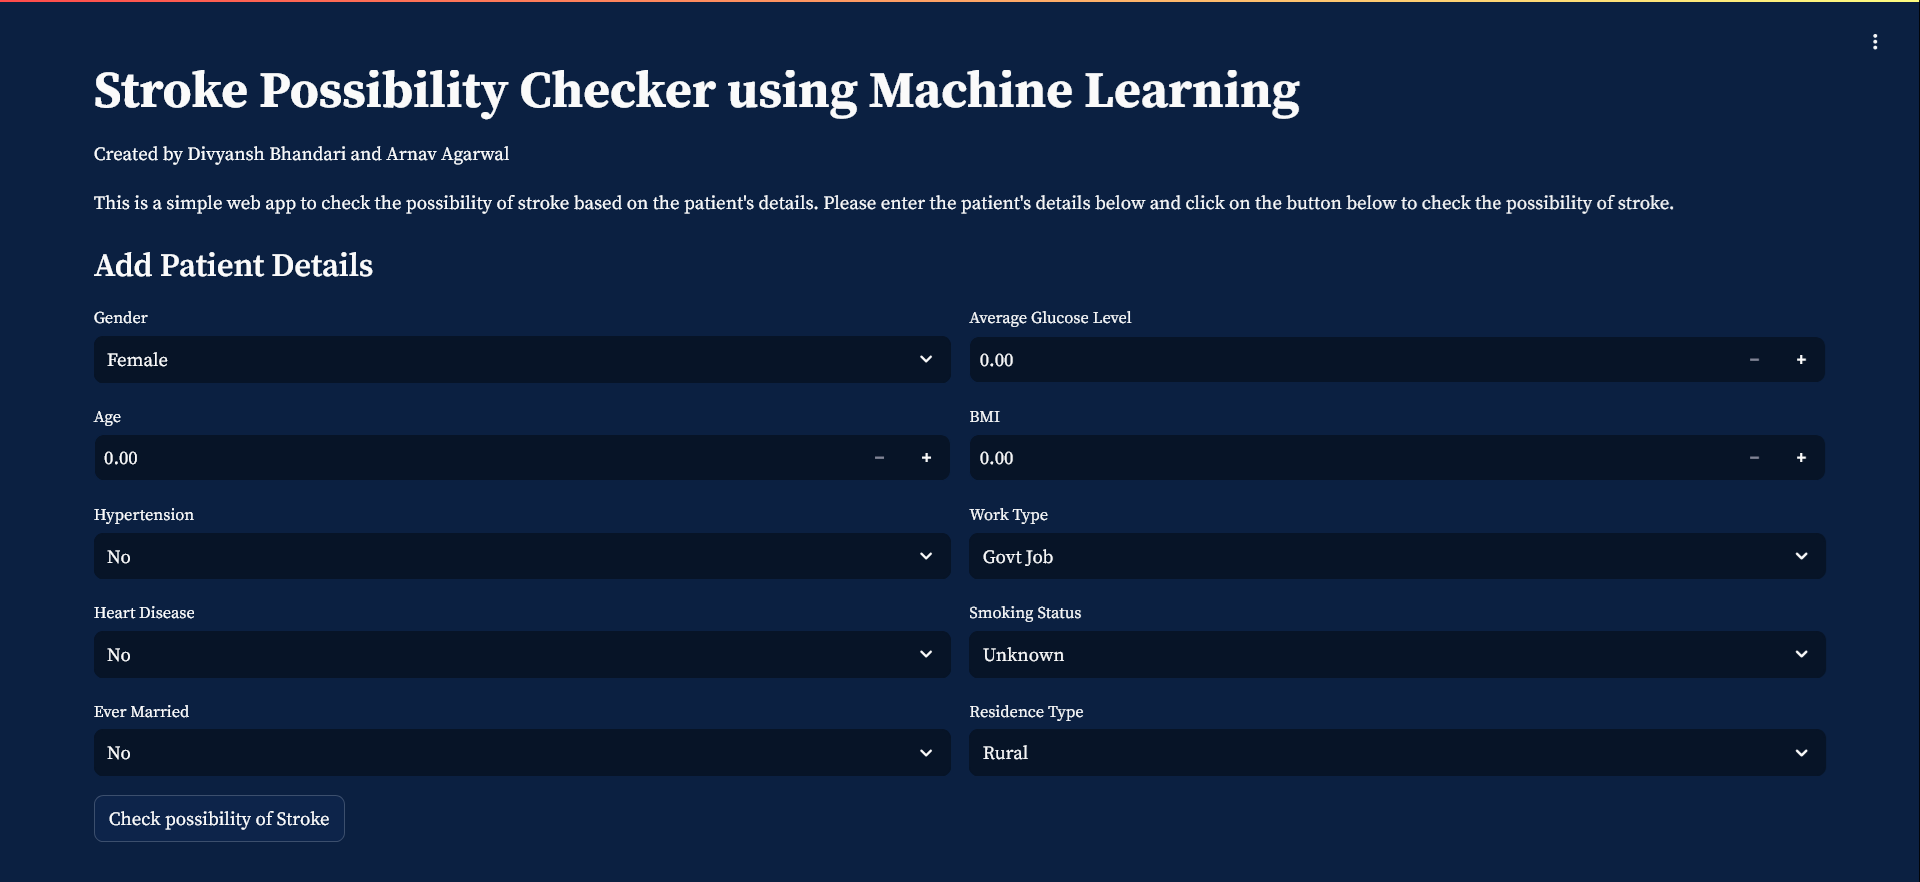 Stroke Possibility Checker using Machine Learning
Created by Divyansh Bhandari and Arnav Agarwal
This is a simple web app to check the possibility of stroke based on the patient's details. Please enter the patient's details below and click on the button below to check the possibility of stroke.
Add Patient Details
Gender
Female
Average Glucose Level
0.00
Age
0.00
BMI
0.00
Hypertension
No
Work Type
Govt Job
Heart Disease
No
Smoking Status
Unknown
Ever Married
No
Residence Type
Rural
Check possibility of Stroke